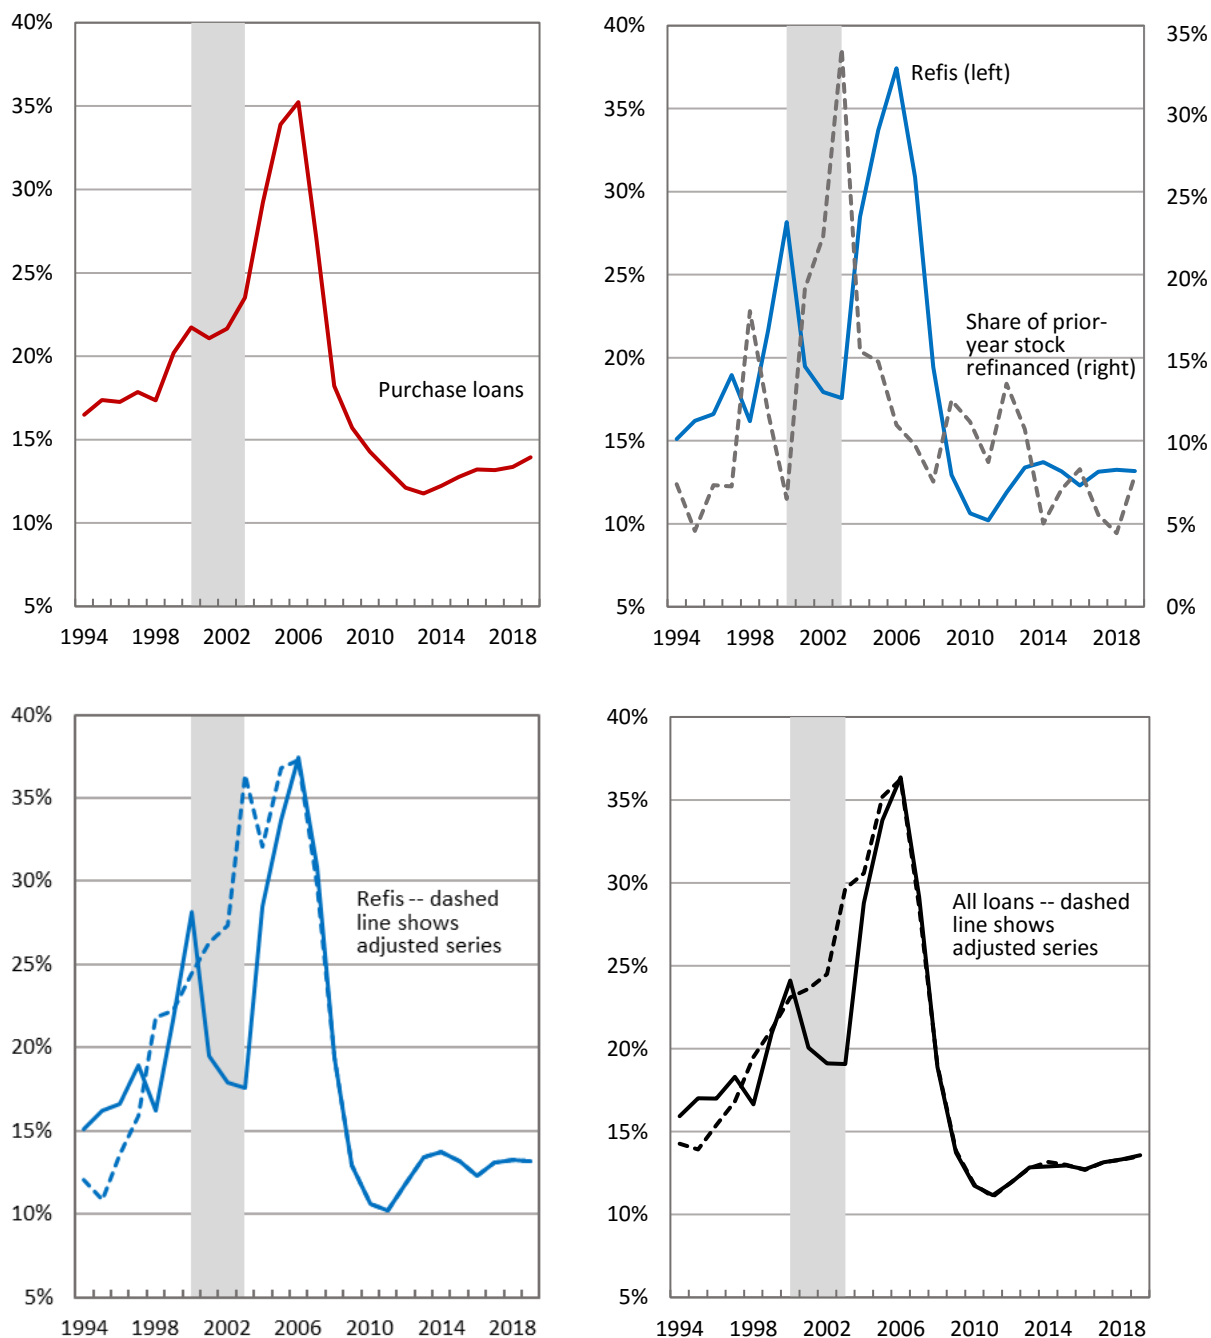 40%
35%
30%
25%
20%
15%
10%
5%
Purchase loans
1994 1998 2002 2006 2010 2014 2018
40%
35%
30%
25%
20%
15%
10%
5%
Refis (left)
Share of prior-
year stock
refinanced (right)
35%
30%
25%
20%
15%
10%
5%
0%
1994 1998 2002 2006 2010 2014 2018
40%
35%
30%
25%
20%
15%
10%
5%
Refis -- dashed
line shows
adjusted series
1994 1998 2002 2006 2010 2014 2018
40%
35%
30%
25%
20%
15%
10%
5%
All loans -- dashed
line shows
adjusted series
1994 1998 2002 2006 2010 2014 2018